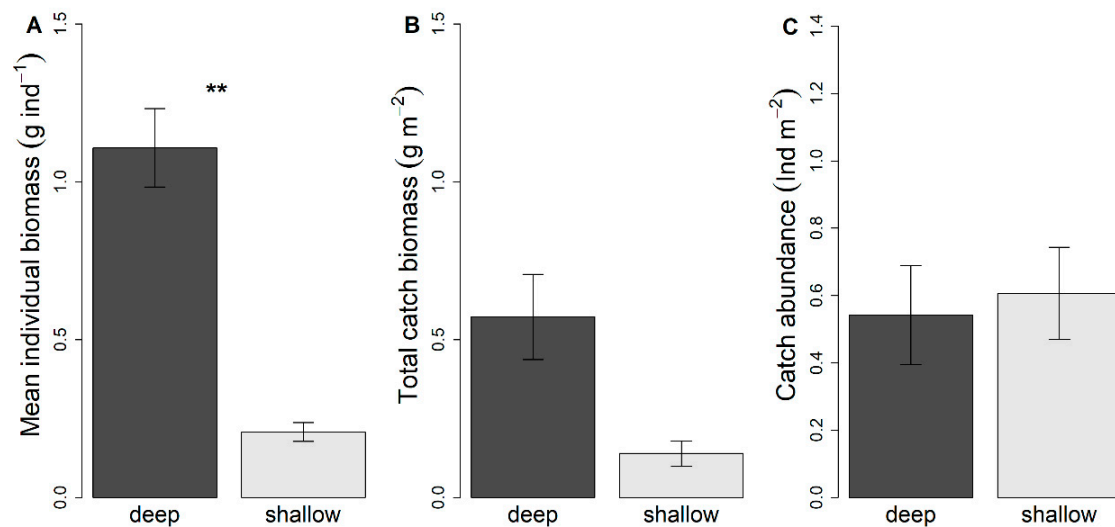 A
Mean individual biomass (g ind⁻¹)
1.5
1.0
0.5
0.0
**
deep shallow
B
Total catch biomass (g m⁻²)
1.5
1.0
0.5
0.0
deep shallow
C
Catch abundance (Ind m⁻²)
1.4
1.2
1.0
0.8
0.6
0.4
0.2
0.0
deep shallow